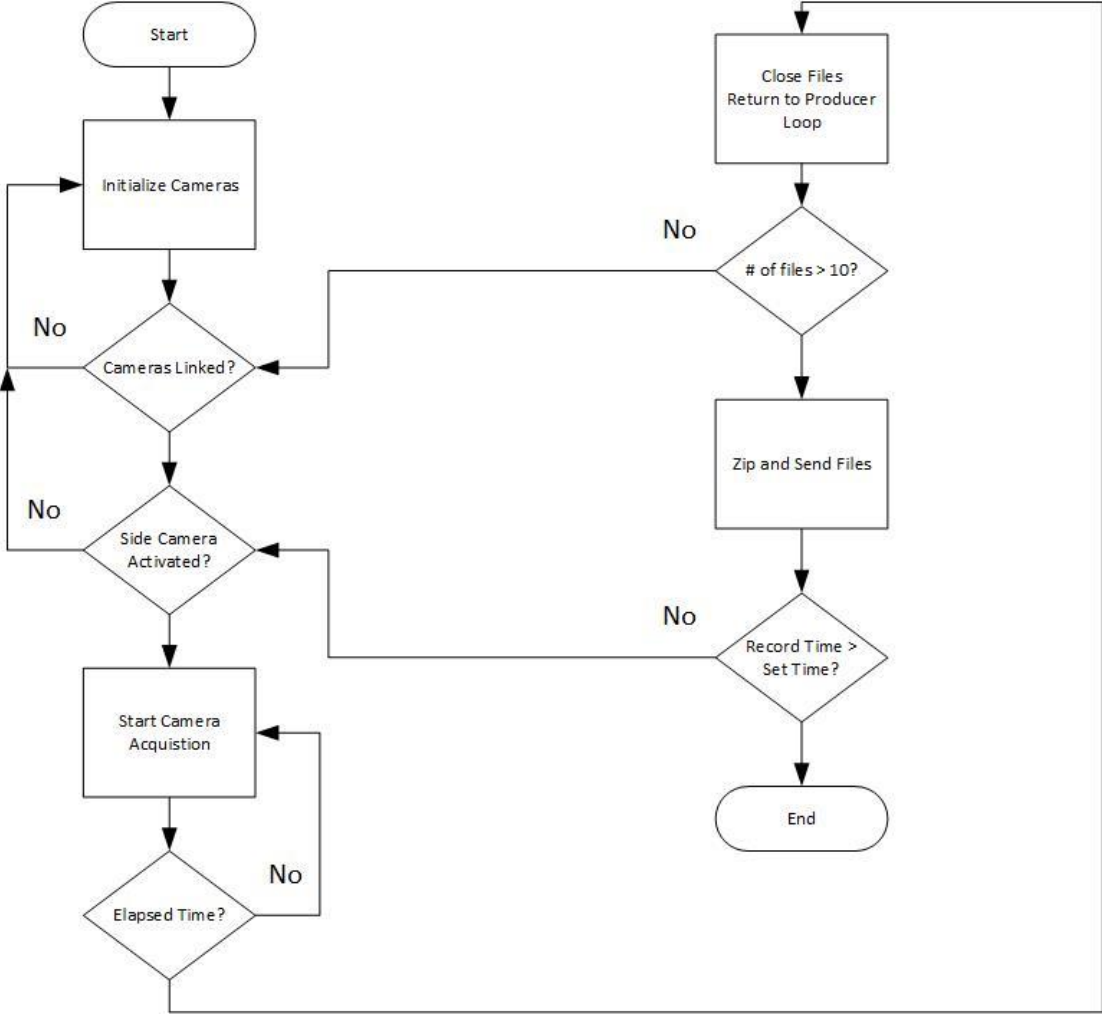 Start
Initialize Cameras
No
Cameras Linked?
No
Side Camera
Activated?
Start Camera
Acquistion
No
Elapsed Time?
Close Files
Return to Producer
Loop
No
# of files > 10?
Zip and Send Files
No
Record Time >
Set Time?
End